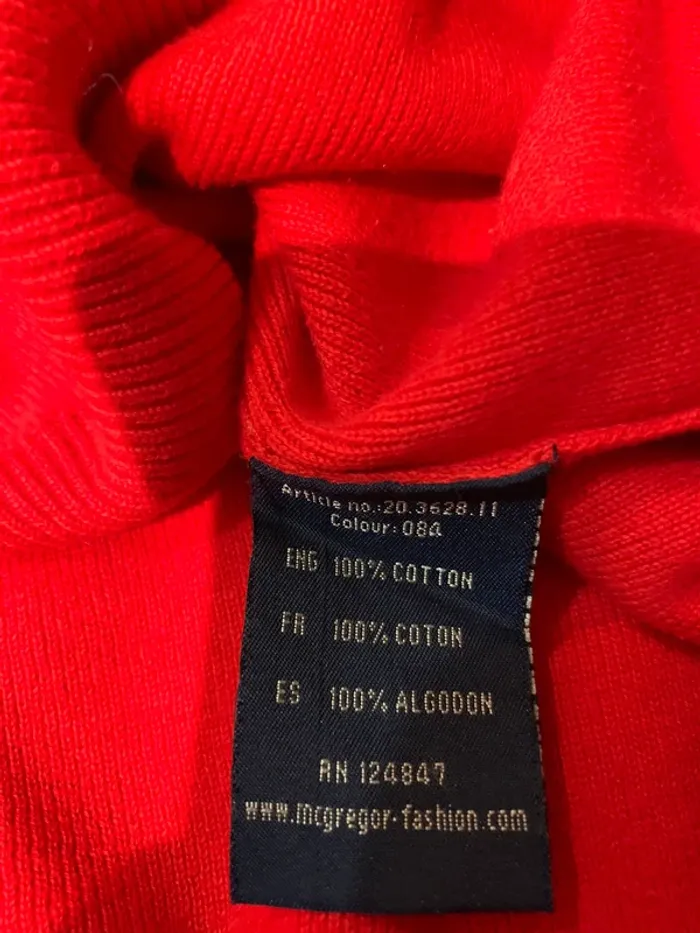 Article no.:20.3628.11
Colour:08A
ENG 100% COTTON
FR 100% COTON
ES 100% ALGODON
RN 124847
www.mcgregor-fashion.com